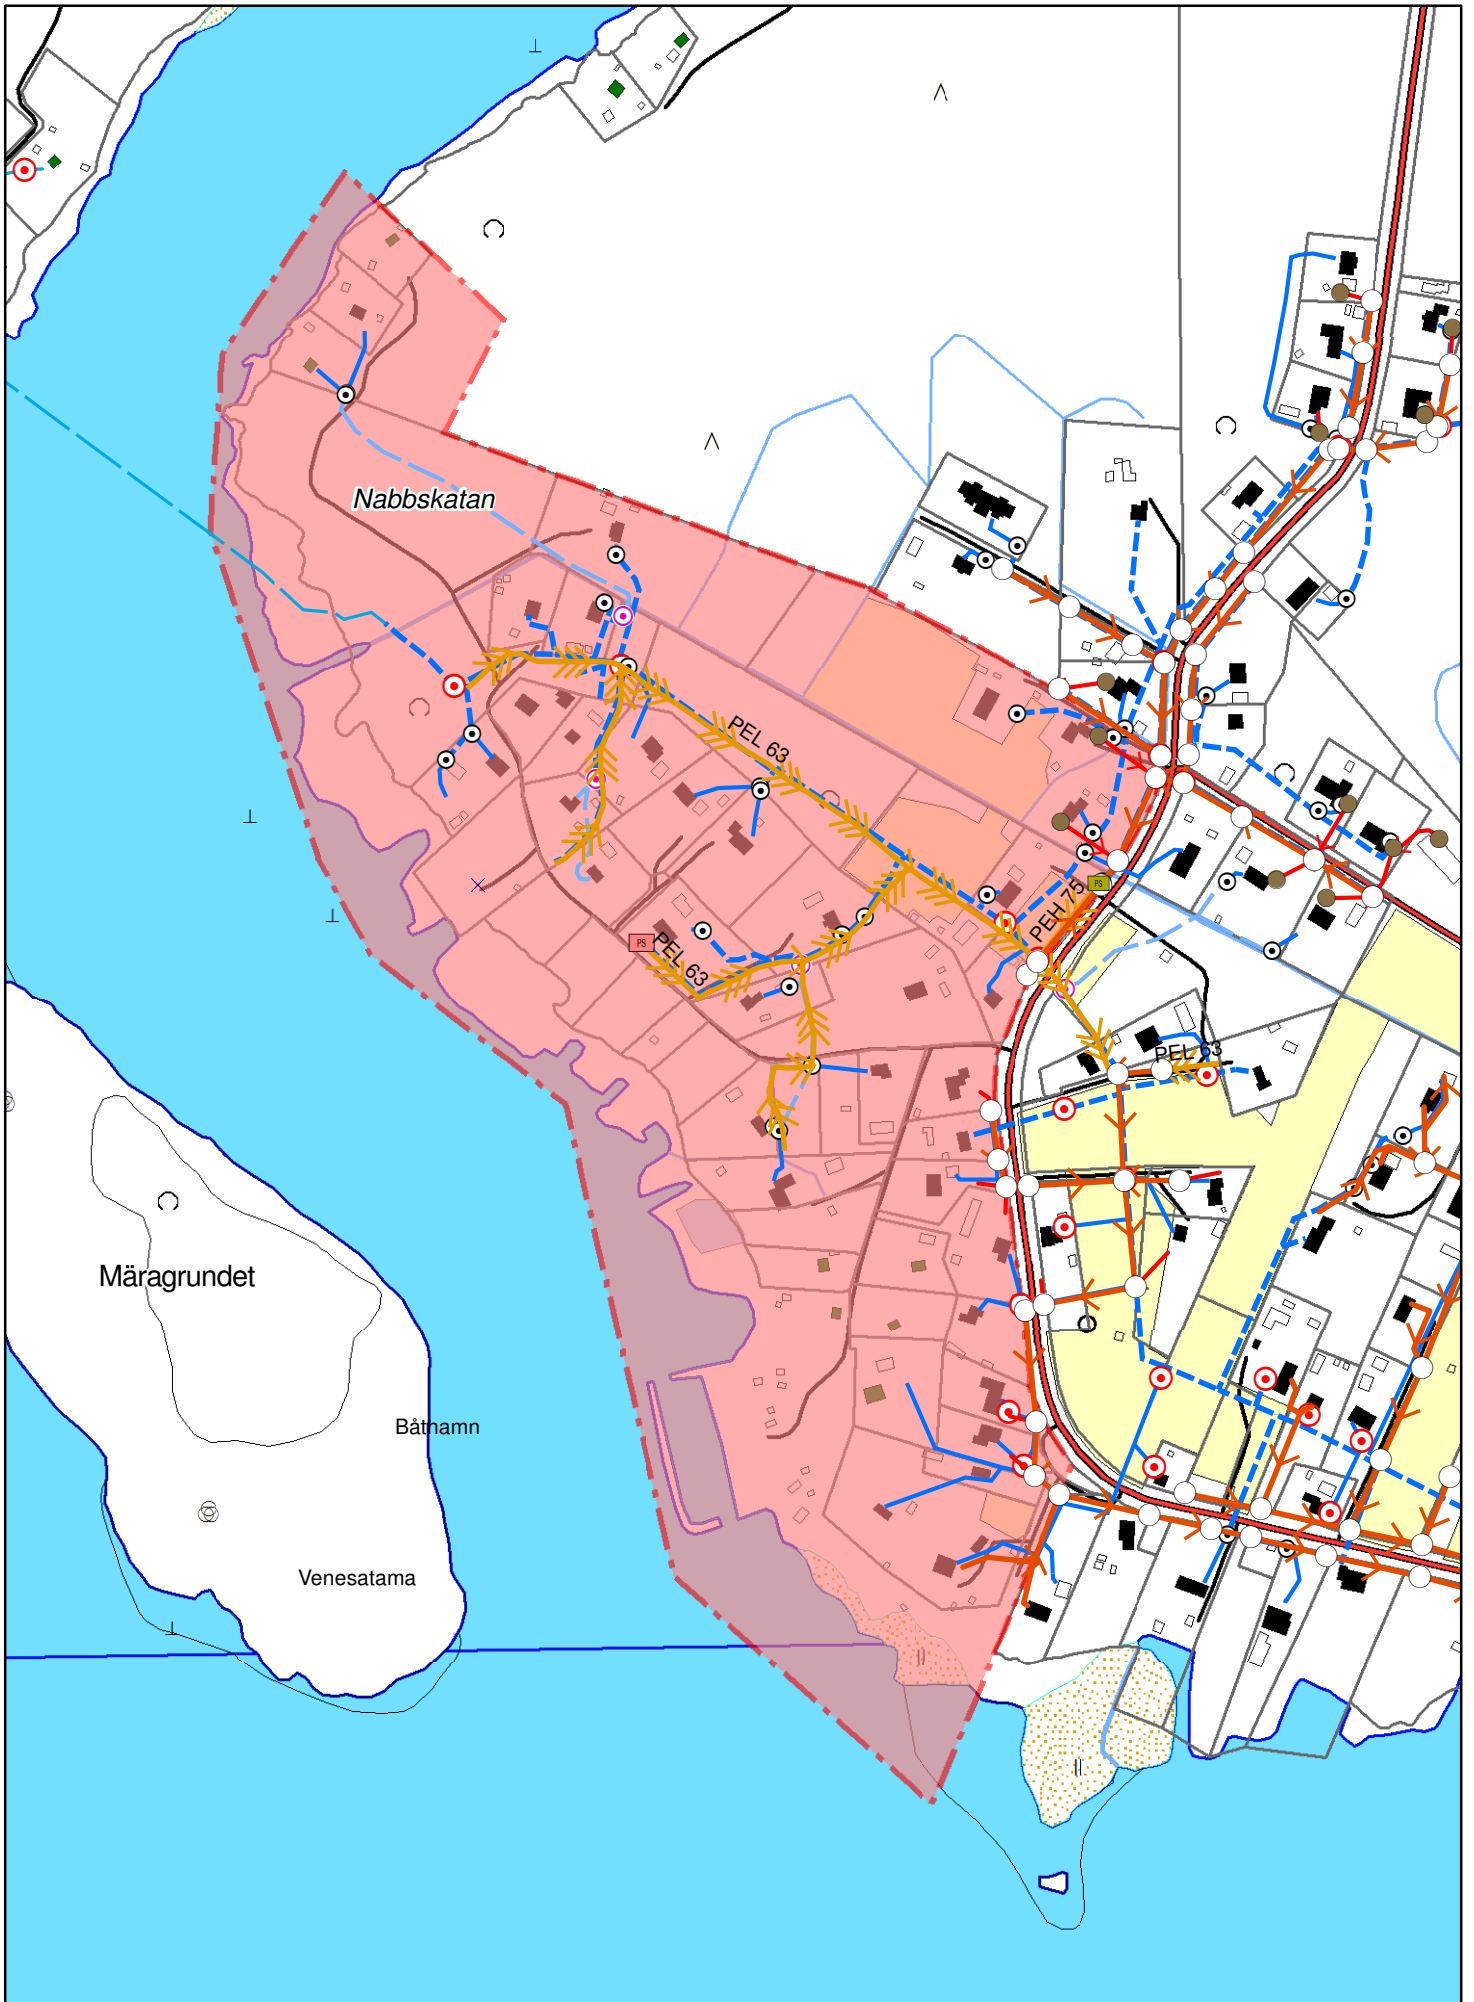 Nabbskatan
PEL 63
PS
PEH 75
PS
PEL 63
PEL 63
Märagrundet
Båthamn
Venesatama